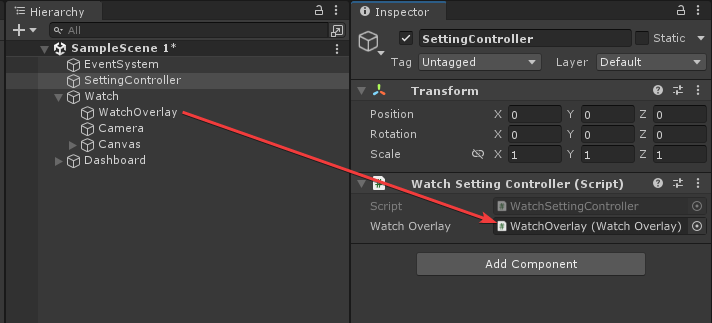 Hierarchy
All
SampleScene 1*
EventSystem
SettingController
Watch
WatchOverlay
Camera
Canvas
Dashboard
Inspector
SettingController
Static
Tag Untagged Layer Default
Transform
Position X 0 Y 0 Z 0
Rotation X 0 Y 0 Z 0
Scale X 1 Y 1 Z 1
# Watch Setting Controller (Script)
Script # WatchSettingController
Watch Overlay # WatchOverlay (Watch Overlay)
Add Component